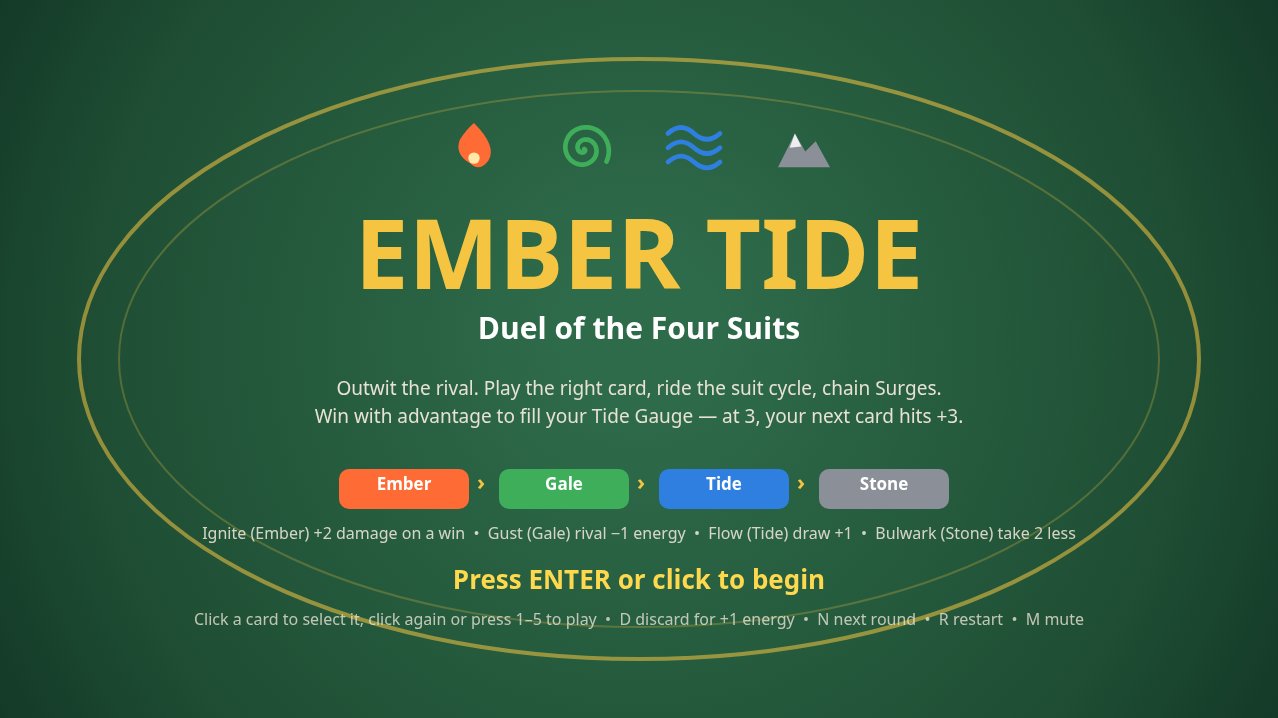 EMBER TIDE
Duel of the Four Suits
Outwit the rival. Play the right card, ride the suit cycle, chain Surges.
Win with advantage to fill your Tide Gauge — at 3, your next card hits +3.
Ember › Gale › Tide › Stone
Ignite (Ember) +2 damage on a win • Gust (Gale) rival −1 energy • Flow (Tide) draw +1 • Bulwark (Stone) take 2 less
Press ENTER or click to begin
Click a card to select it, click again or press 1–5 to play • D discard for +1 energy • N next round • R restart • M mute